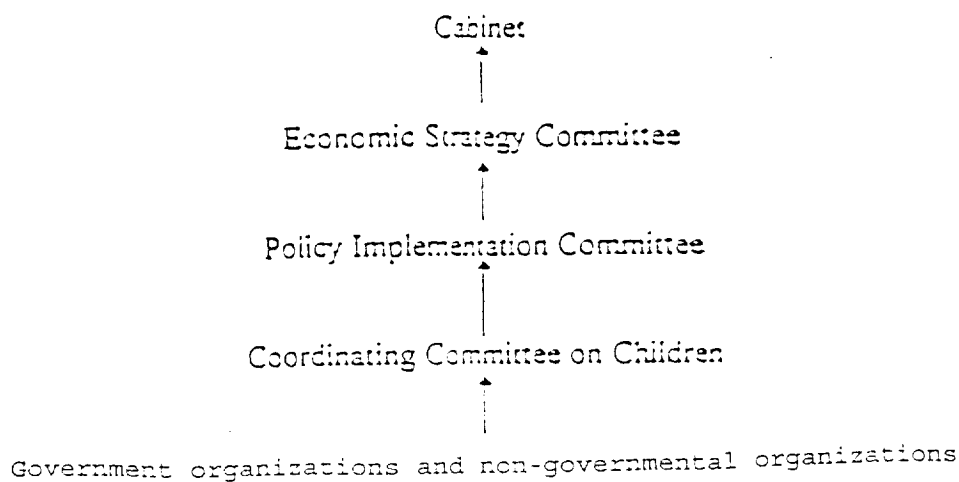 Cabinet
Economic Strategy Committee
Policy Implementation Committee
Coordinating Committee on Children
Government organizations and non-governmental organizations